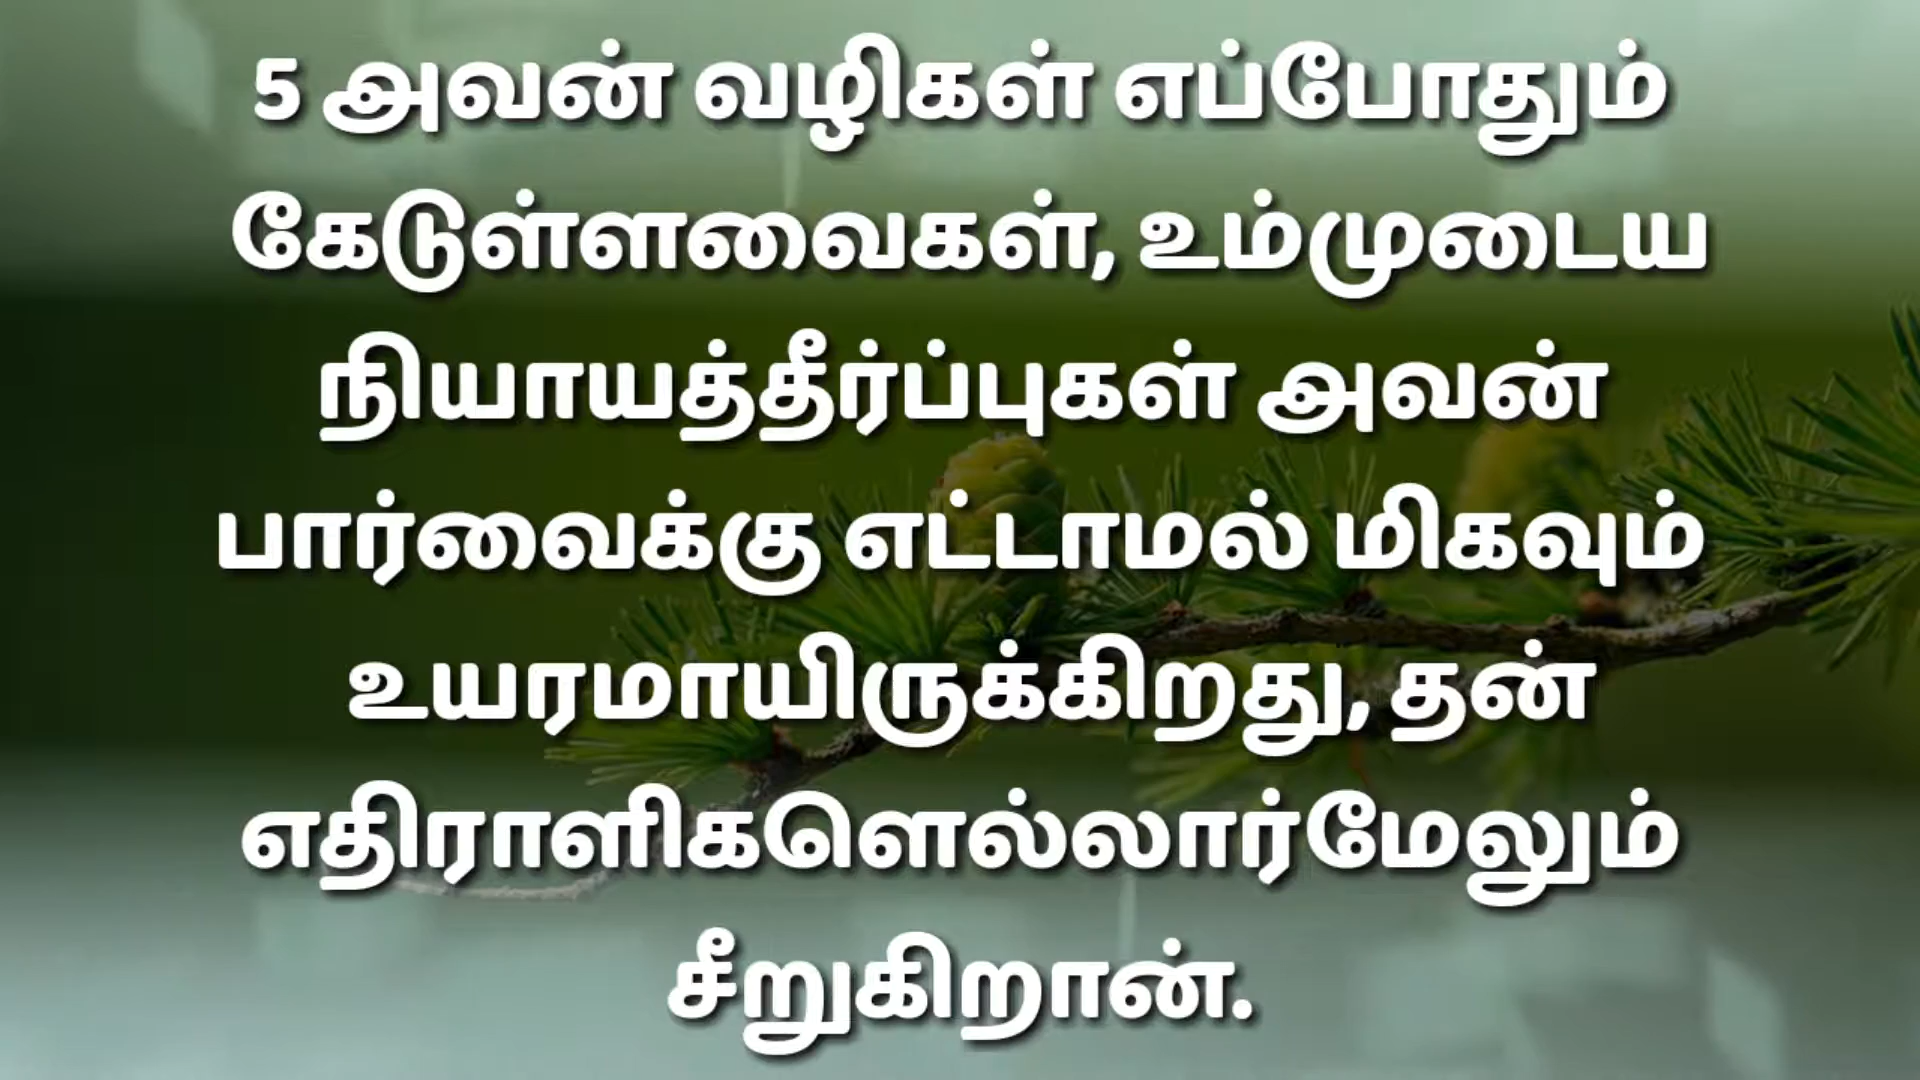 5 அவன் வழிகள் எப்போதும்
கேடுள்ளவைகள், உம்முடைய
நியாயத்தீர்ப்புகள் அவன்
பார்வைக்கு எட்டாமல் மிகவும்
உயரமாயிருக்கிறது, தன்
எதிராளிகளெல்லார்மேலும்
சீறுகிறான்.